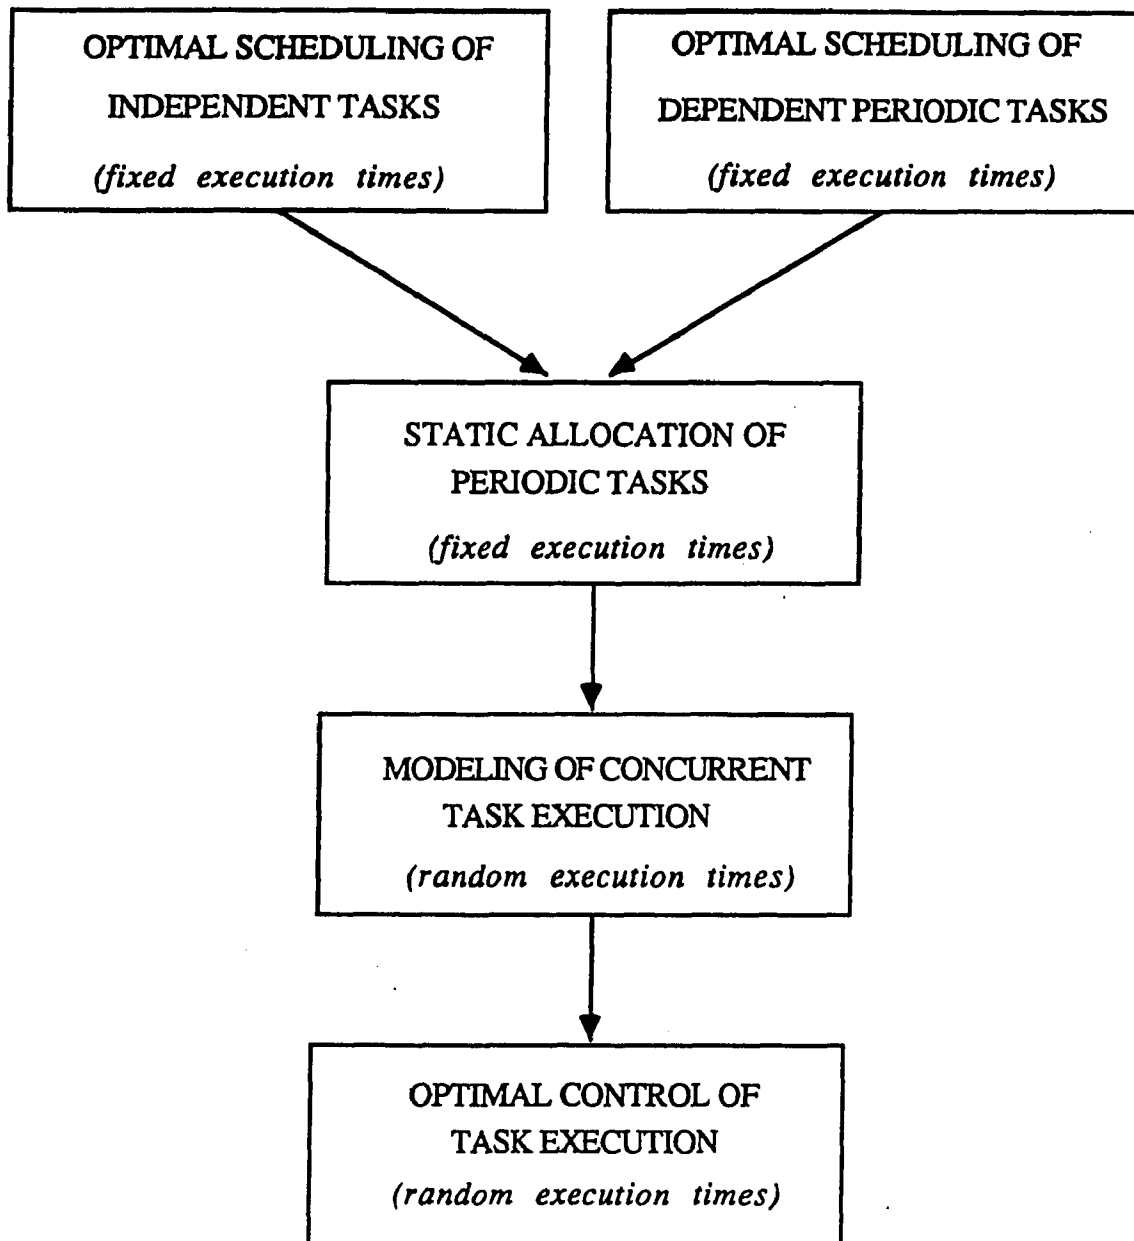 OPTIMAL SCHEDULING OF
INDEPENDENT TASKS
(fixed execution times)
OPTIMAL SCHEDULING OF
DEPENDENT PERIODIC TASKS
(fixed execution times)
STATIC ALLOCATION OF
PERIODIC TASKS
(fixed execution times)
MODELING OF CONCURRENT
TASK EXECUTION
(random execution times)
OPTIMAL CONTROL OF
TASK EXECUTION
(random execution times)